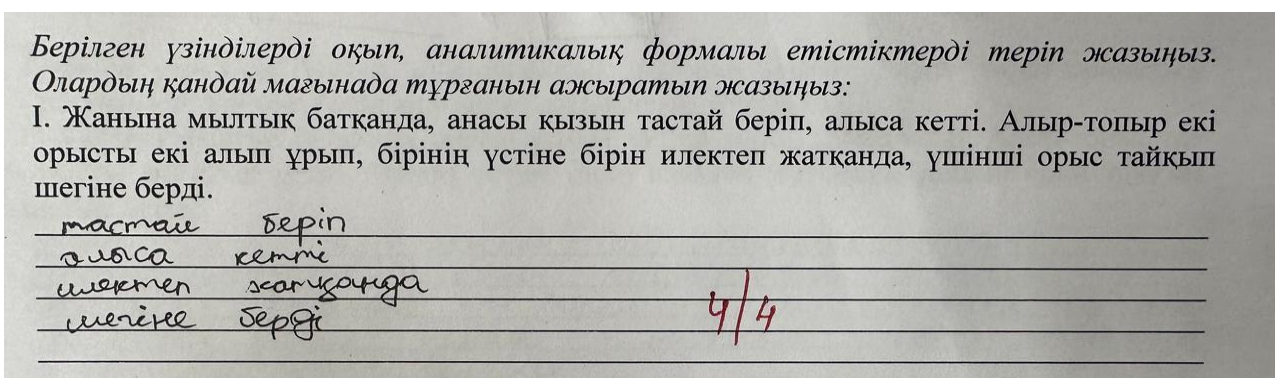 Берілген үзінділерді оқып, аналитикалық формалы етістіктерді теріп жазыңыз.
Олардың қандай мағынада тұрғанын ажыратып жазыңыз:
І. Жанына мылтық батқанда, анасы қызын тастай беріп, алыса кетті. Алыр-топыр екі
орысты екі алып ұрып, бірінің үстіне бірін илектеп жатқанда, үшінші орыс тайқып
шегіне берді.
тастай беріп
алыса кетті
илектеп жатқанда
шегіне берді
4/4